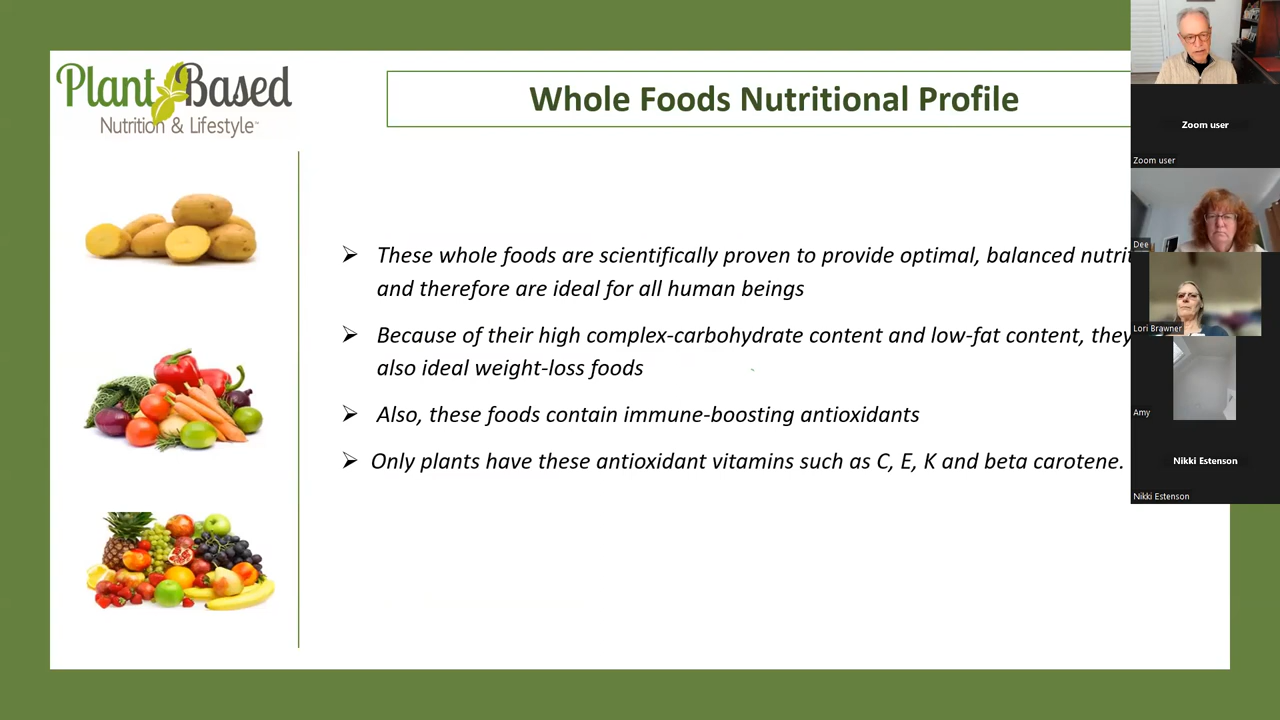 Plant Based
Nutrition & Lifestyle™
Whole Foods Nutritional Profile
➢ These whole foods are scientifically proven to provide optimal, balanced
and therefore are ideal for all human beings
➢ Because of their high complex-carbohydrate content and low-fat content, they
also ideal weight-loss foods
➢ Also, these foods contain immune-boosting antioxidants
➢ Only plants have these antioxidant vitamins such as C, E, K and beta carotene.
Zoom user
Zoom user
Dee
Lori Brawner
Amy
Nikki Estenson
Nikki Estenson